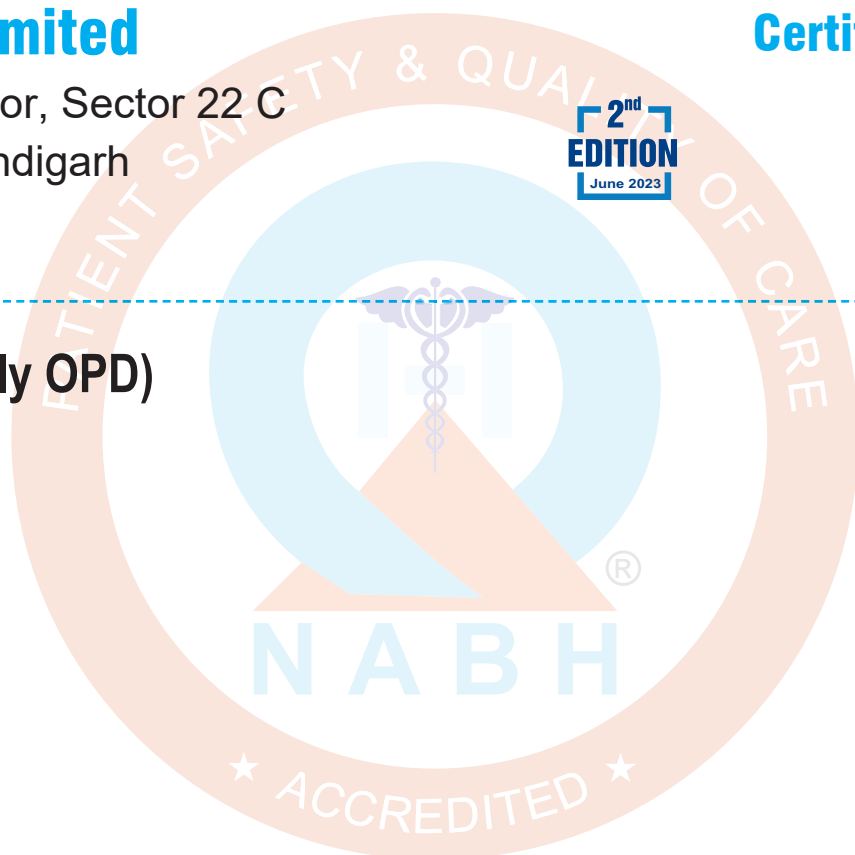 mited
Certi
or, Sector 22 C
ndigarh
2nd
EDITION
June 2023
ly OPD)
PATIENT SAFETY & QUALITY OF CARE
®
NABH
★ ACCREDITED ★